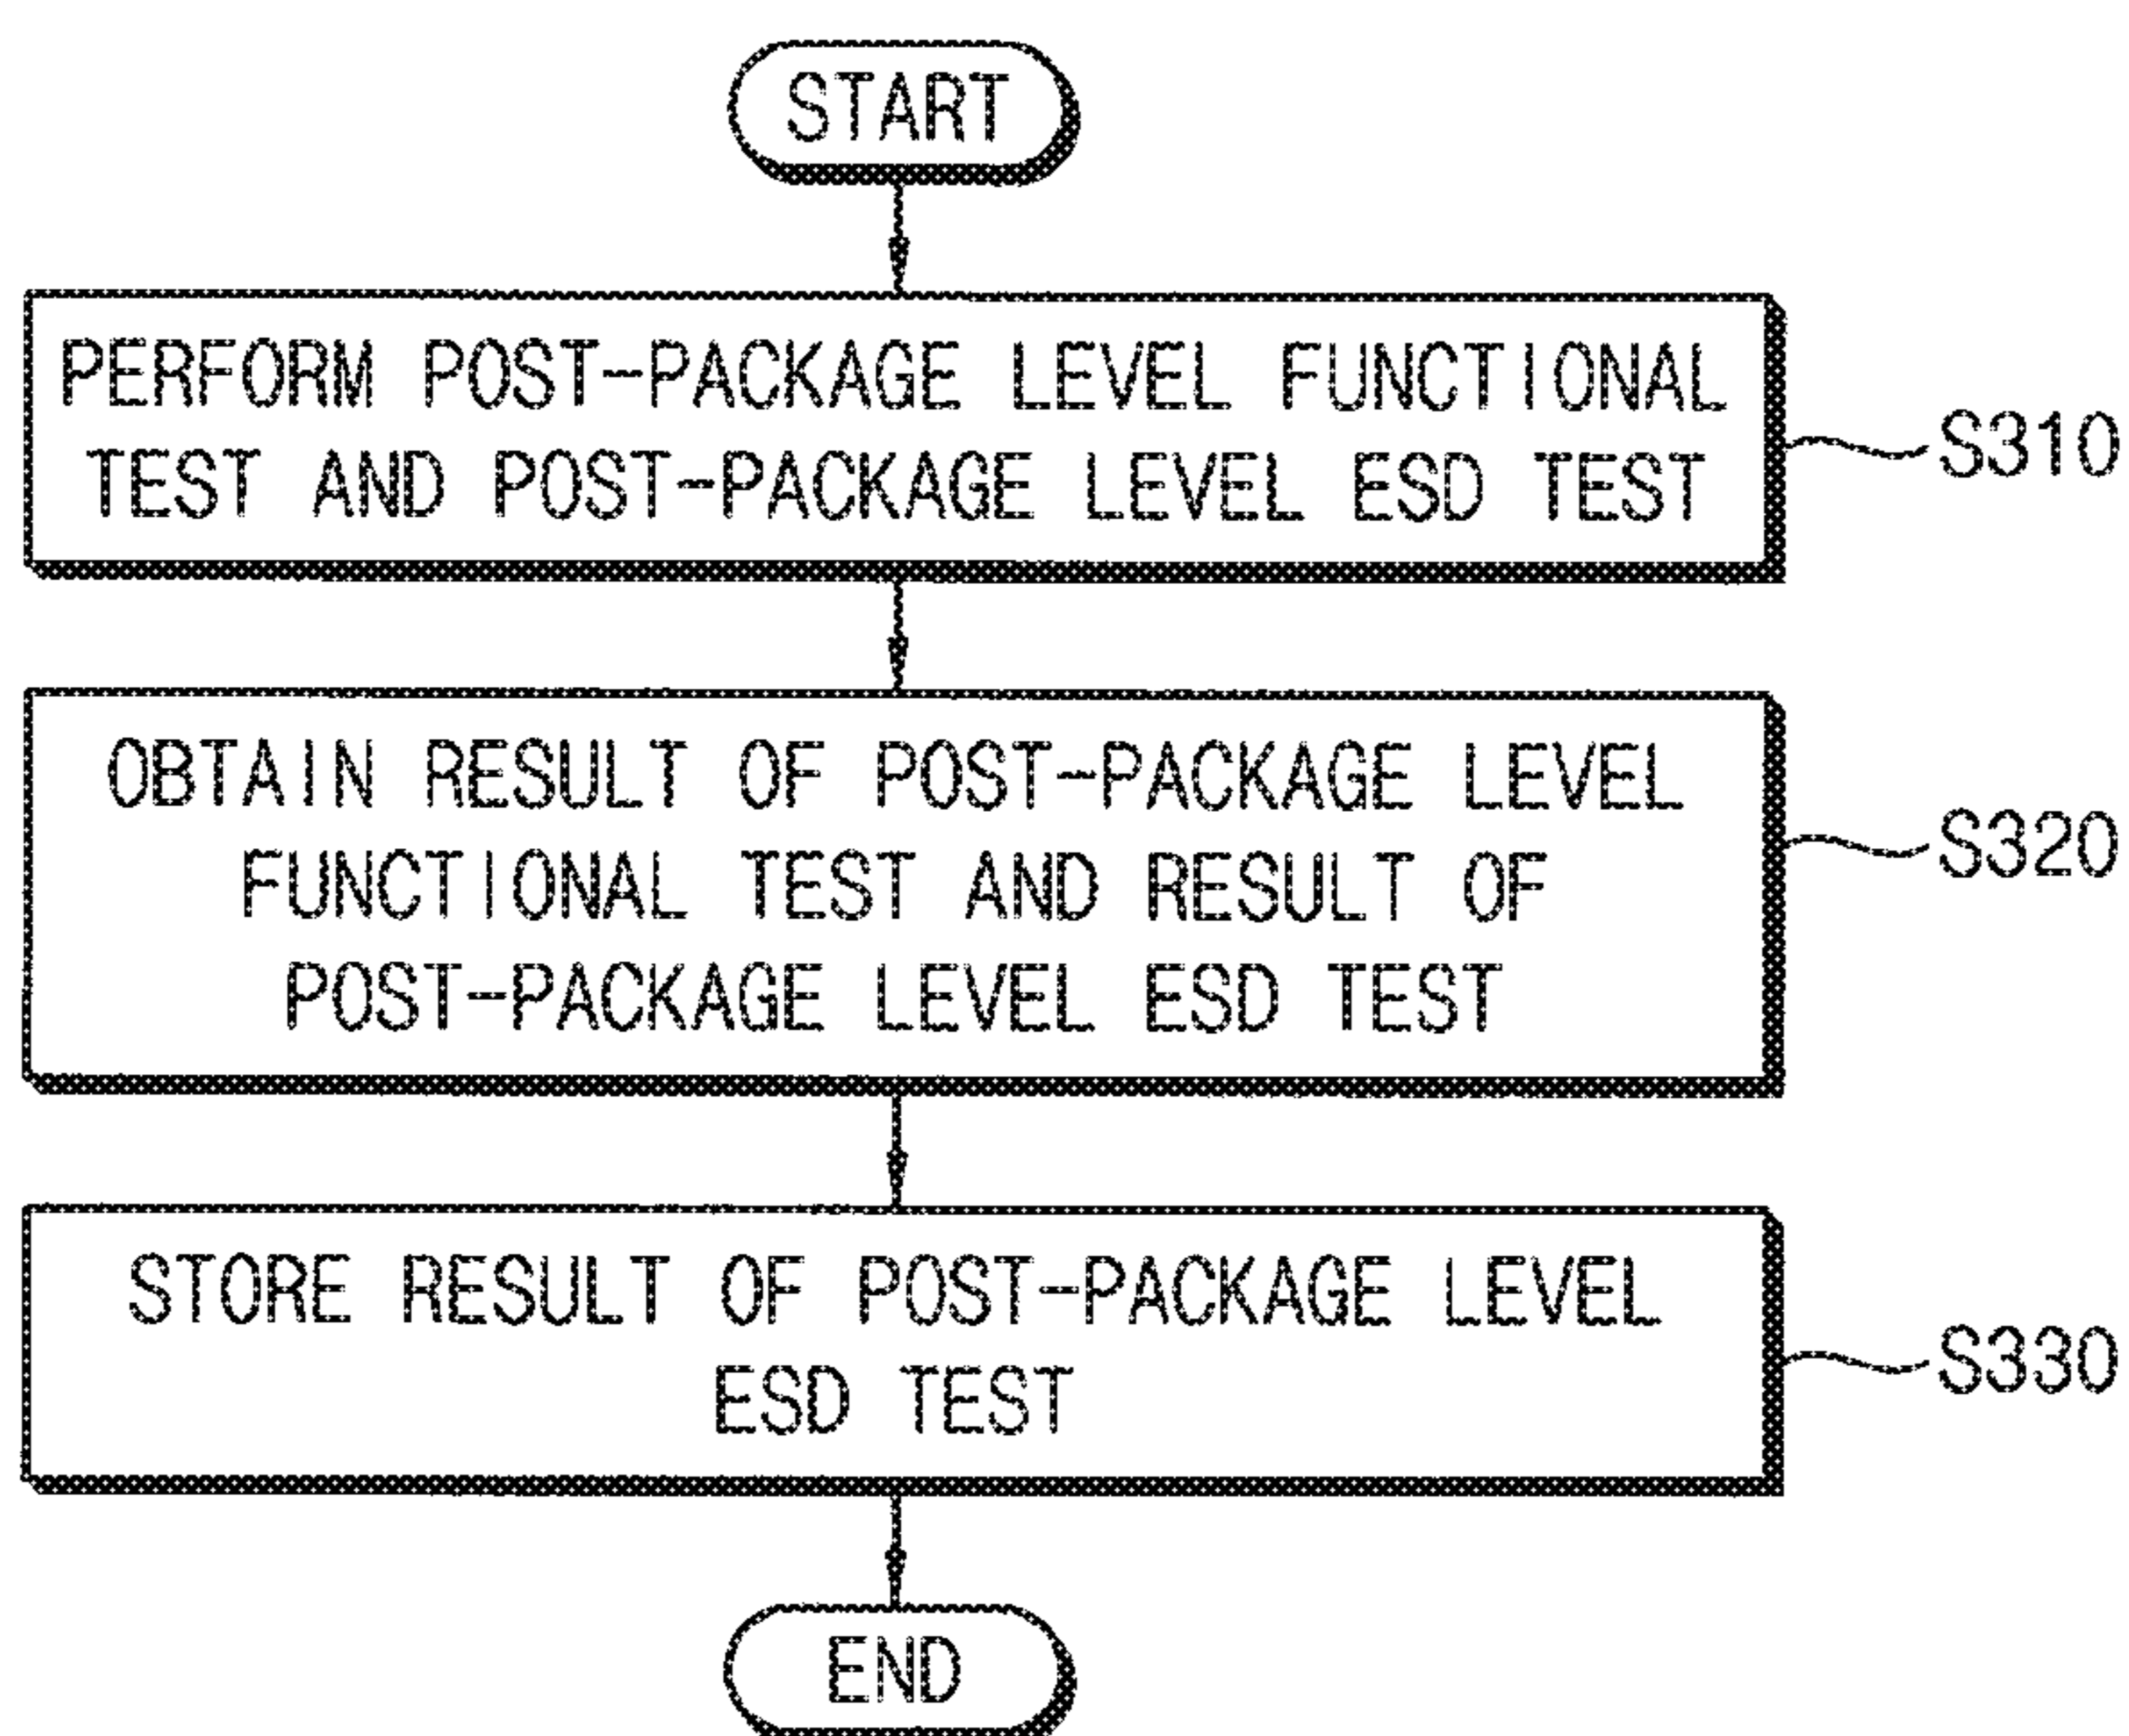 START
PERFORM POST-PACKAGE LEVEL FUNCTIONAL
TEST AND POST-PACKAGE LEVEL ESD TEST
S310
OBTAIN RESULT OF POST-PACKAGE LEVEL
FUNCTIONAL TEST AND RESULT OF
POST-PACKAGE LEVEL ESD TEST
S320
STORE RESULT OF POST-PACKAGE LEVEL
ESD TEST
S330
END